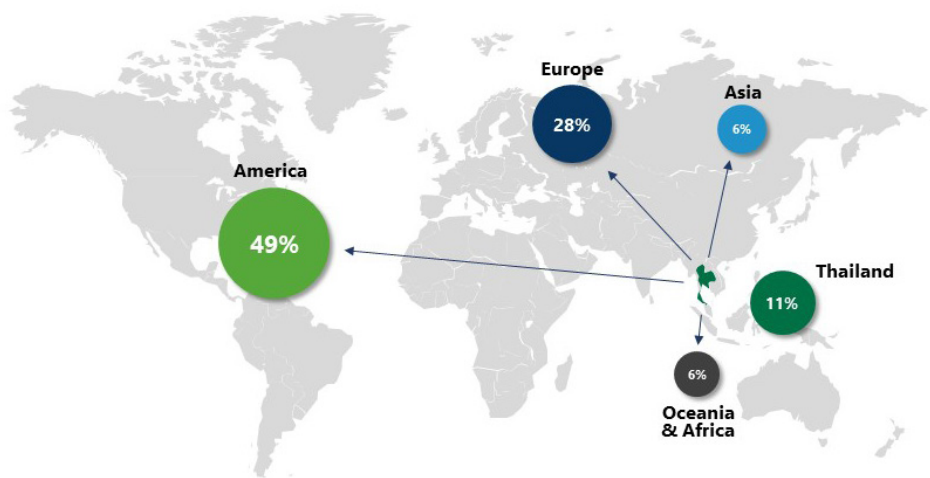 Europe
28%
Asia
6%
America
49%
Thailand
11%
6%
Oceania
& Africa